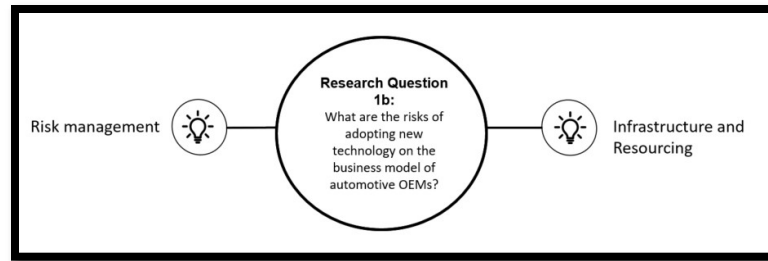 Risk management
Research Question
1b:
What are the risks of
adopting new
technology on the
business model of
automotive OEMs?
Infrastructure and
Resourcing